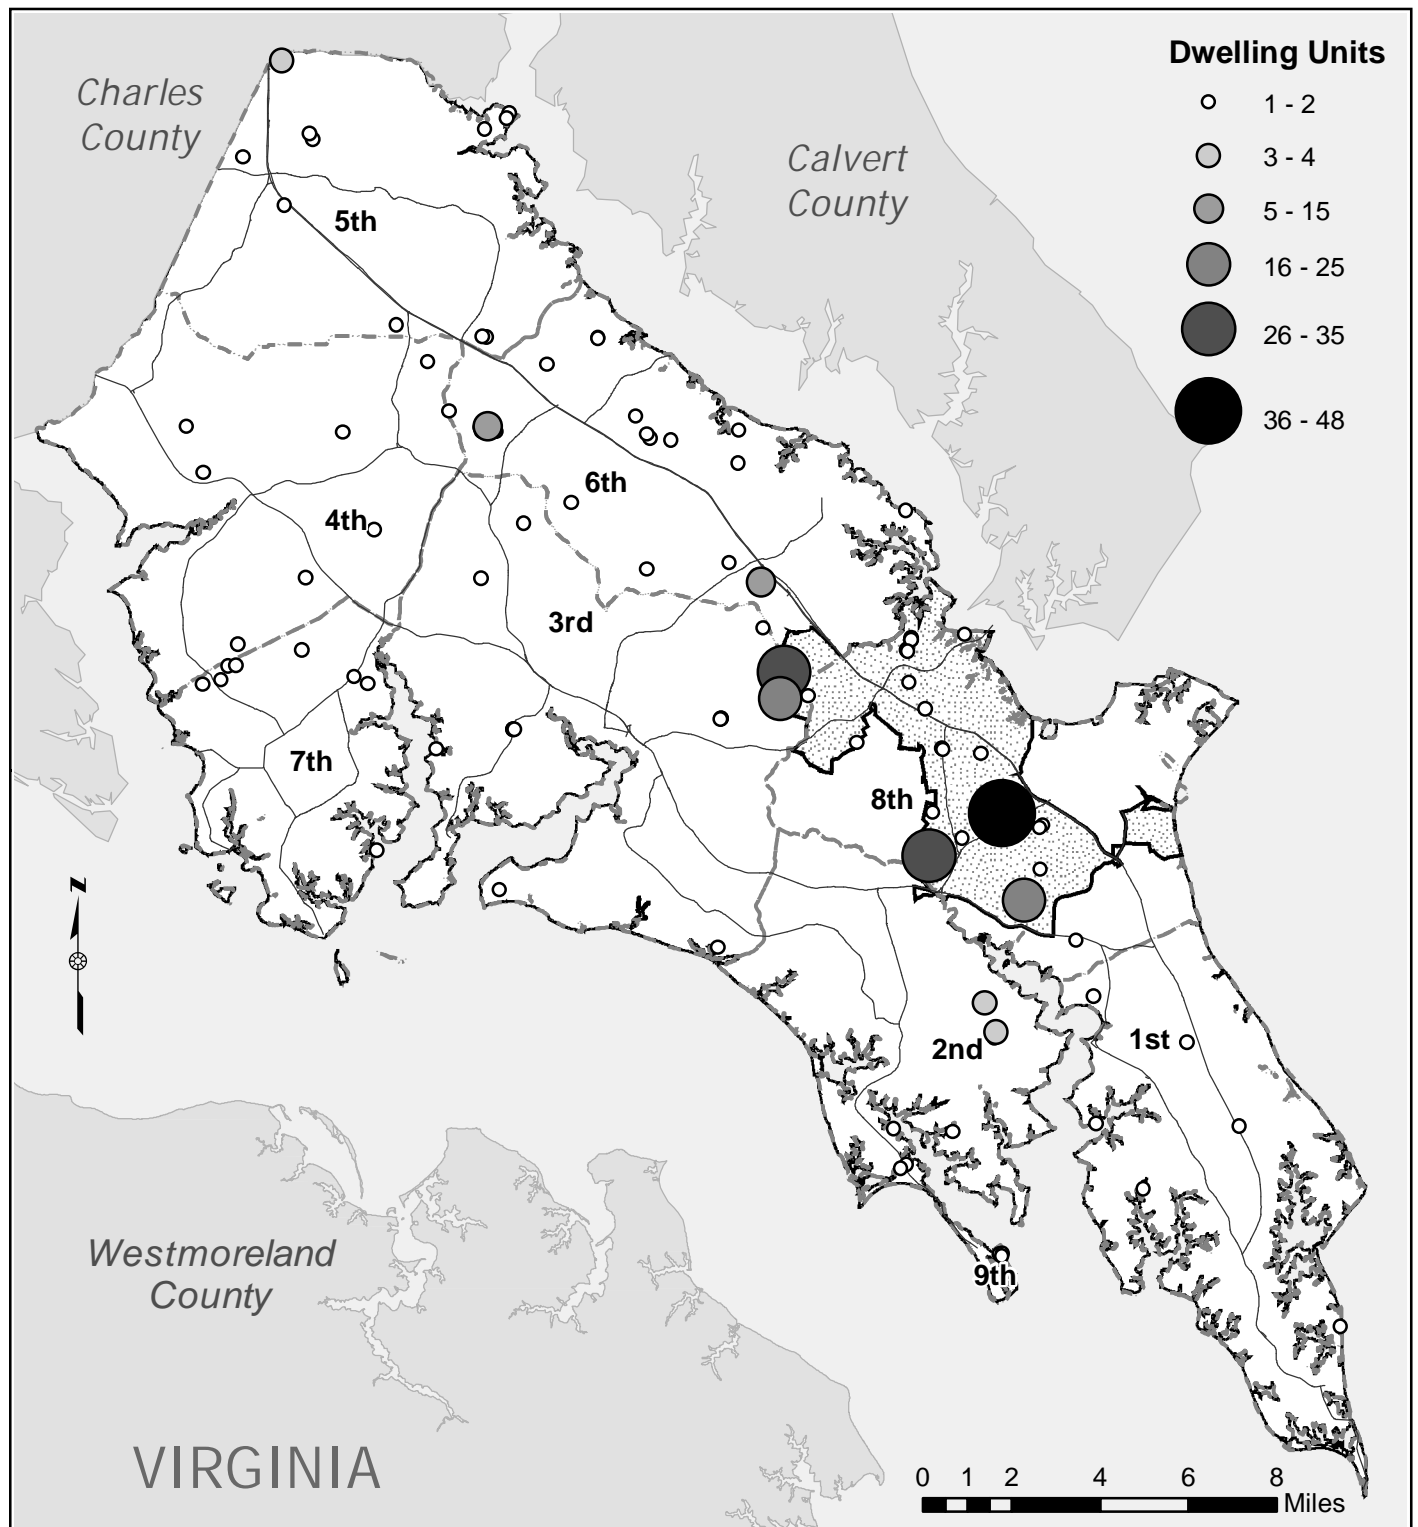 Dwelling Units
1 - 2
3 - 4
5 - 15
16 - 25
26 - 35
36 - 48
Charles
County
Calvert
County
5th
6th
4th
3rd
7th
8th
N
2nd
1st
9th
Westmoreland
County
VIRGINIA
0 1 2 4 6 8
Miles